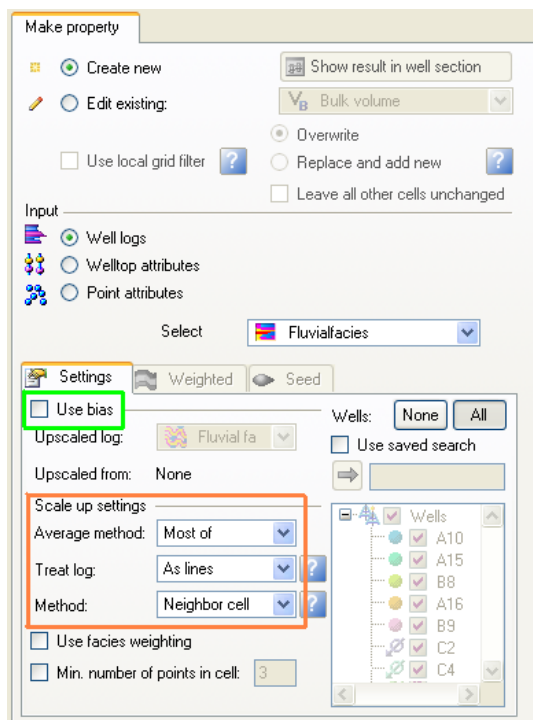 Make property
Create new
Show result in well section
Edit existing:
VB Bulk volume
Overwrite
Use local grid filter ?
Replace and add new ?
Leave all other cells unchanged
Input
Well logs
Welltop attributes
Point attributes
Select Fluvialfacies
Settings Weighted Seed
Use bias
Wells: None All
Upscaled log: Fluvial fa
Use saved search
Upscaled from: None
Scale up settings
Wells
Average method: Most of
A10
A15
Treat log: As lines ?
B8
Method: Neighbor cell ?
A16
B9
Use facies weighting
C2
Min. number of points in cell: 3
C4